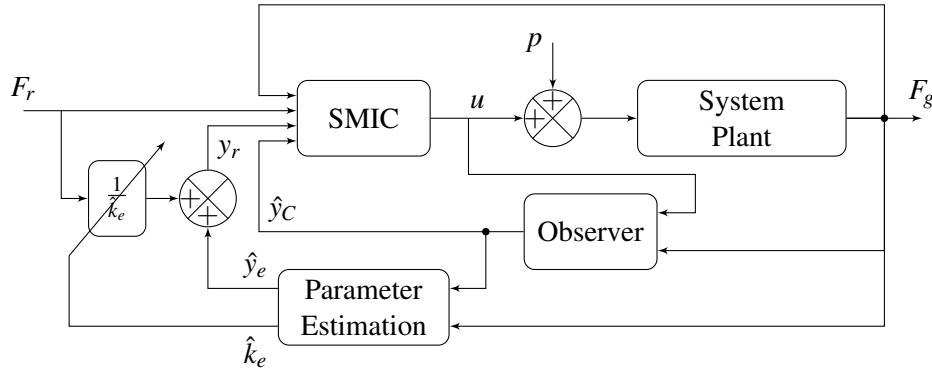 p
F_r
SMIC
u
+
+
System
Plant
F_g
y_r
1/k̂_e
+
+
ŷ_C
Observer
ŷ_e
Parameter
Estimation
k̂_e